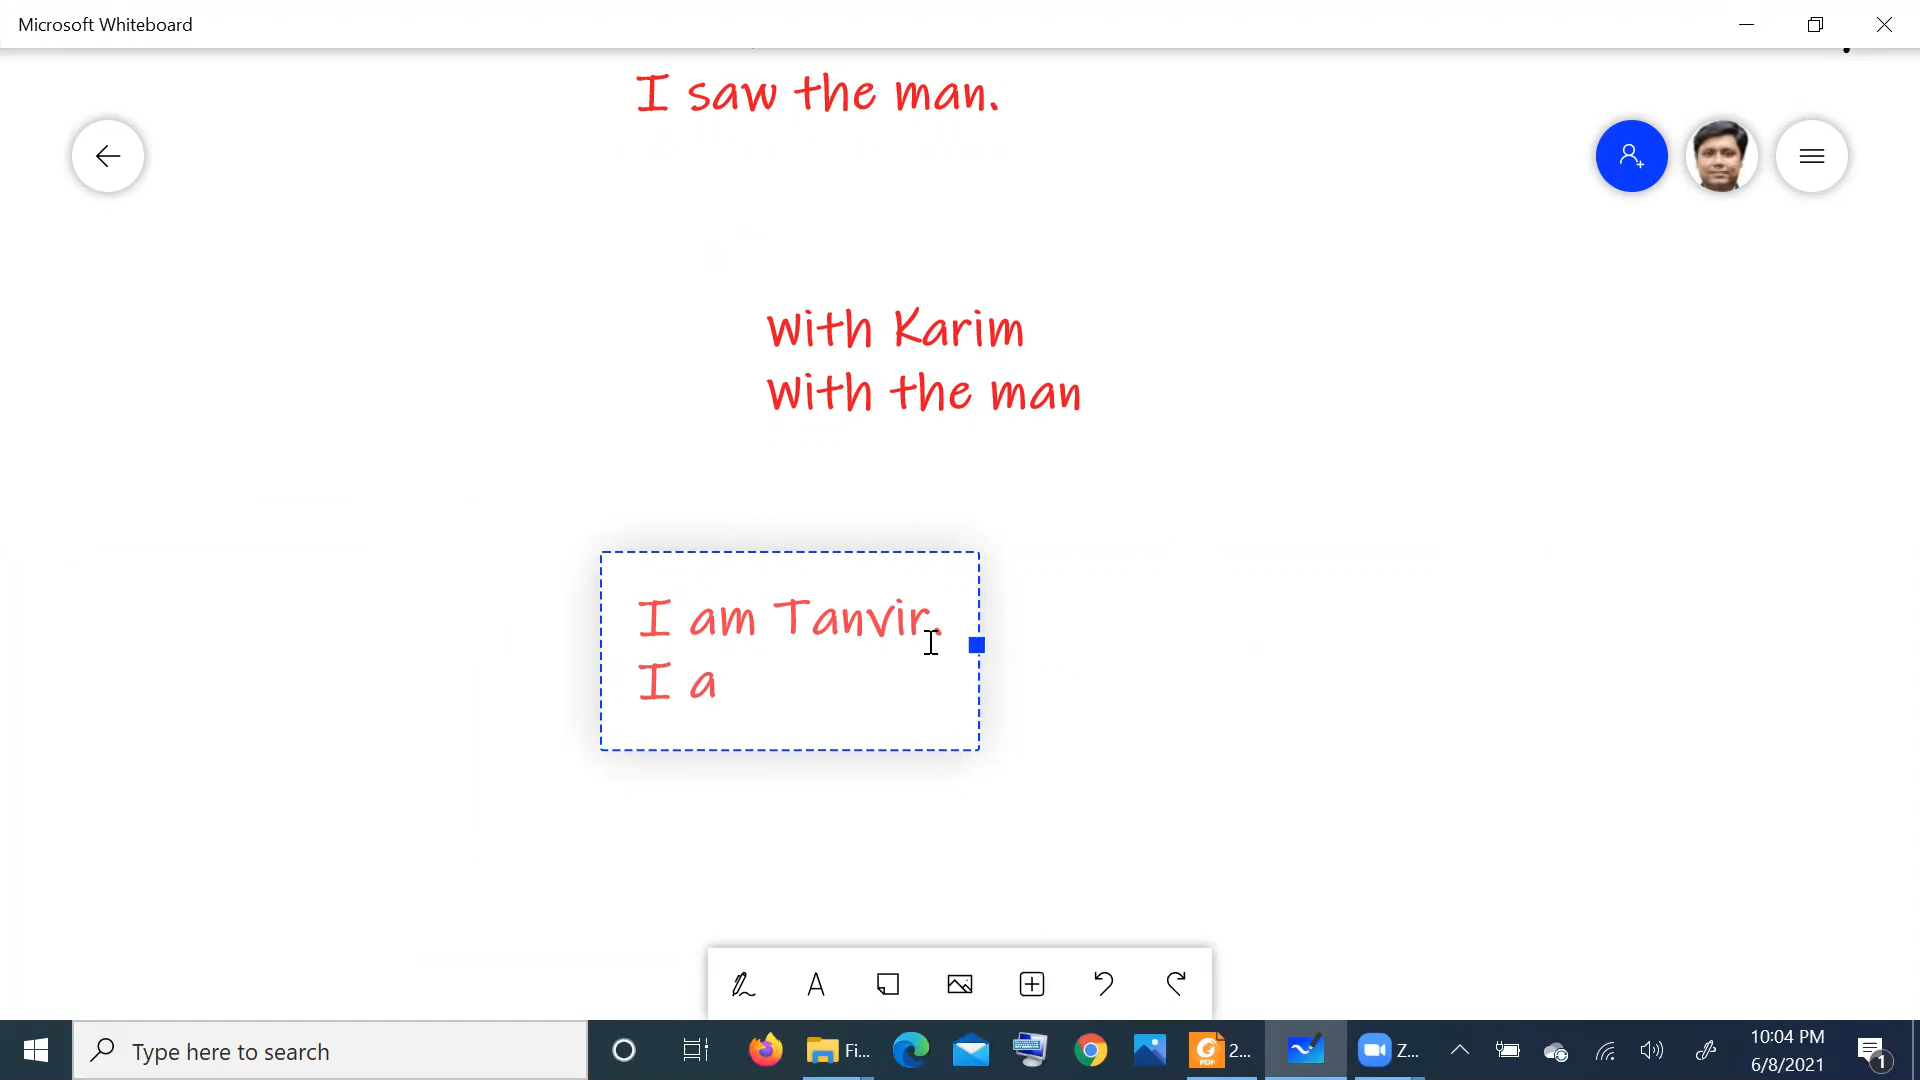 Microsoft Whiteboard
I saw the man.
with Karim
with the man
I am Tanvir.
I a
Type here to search
Fi...
2...
Z...
10:04 PM
6/8/2021
1